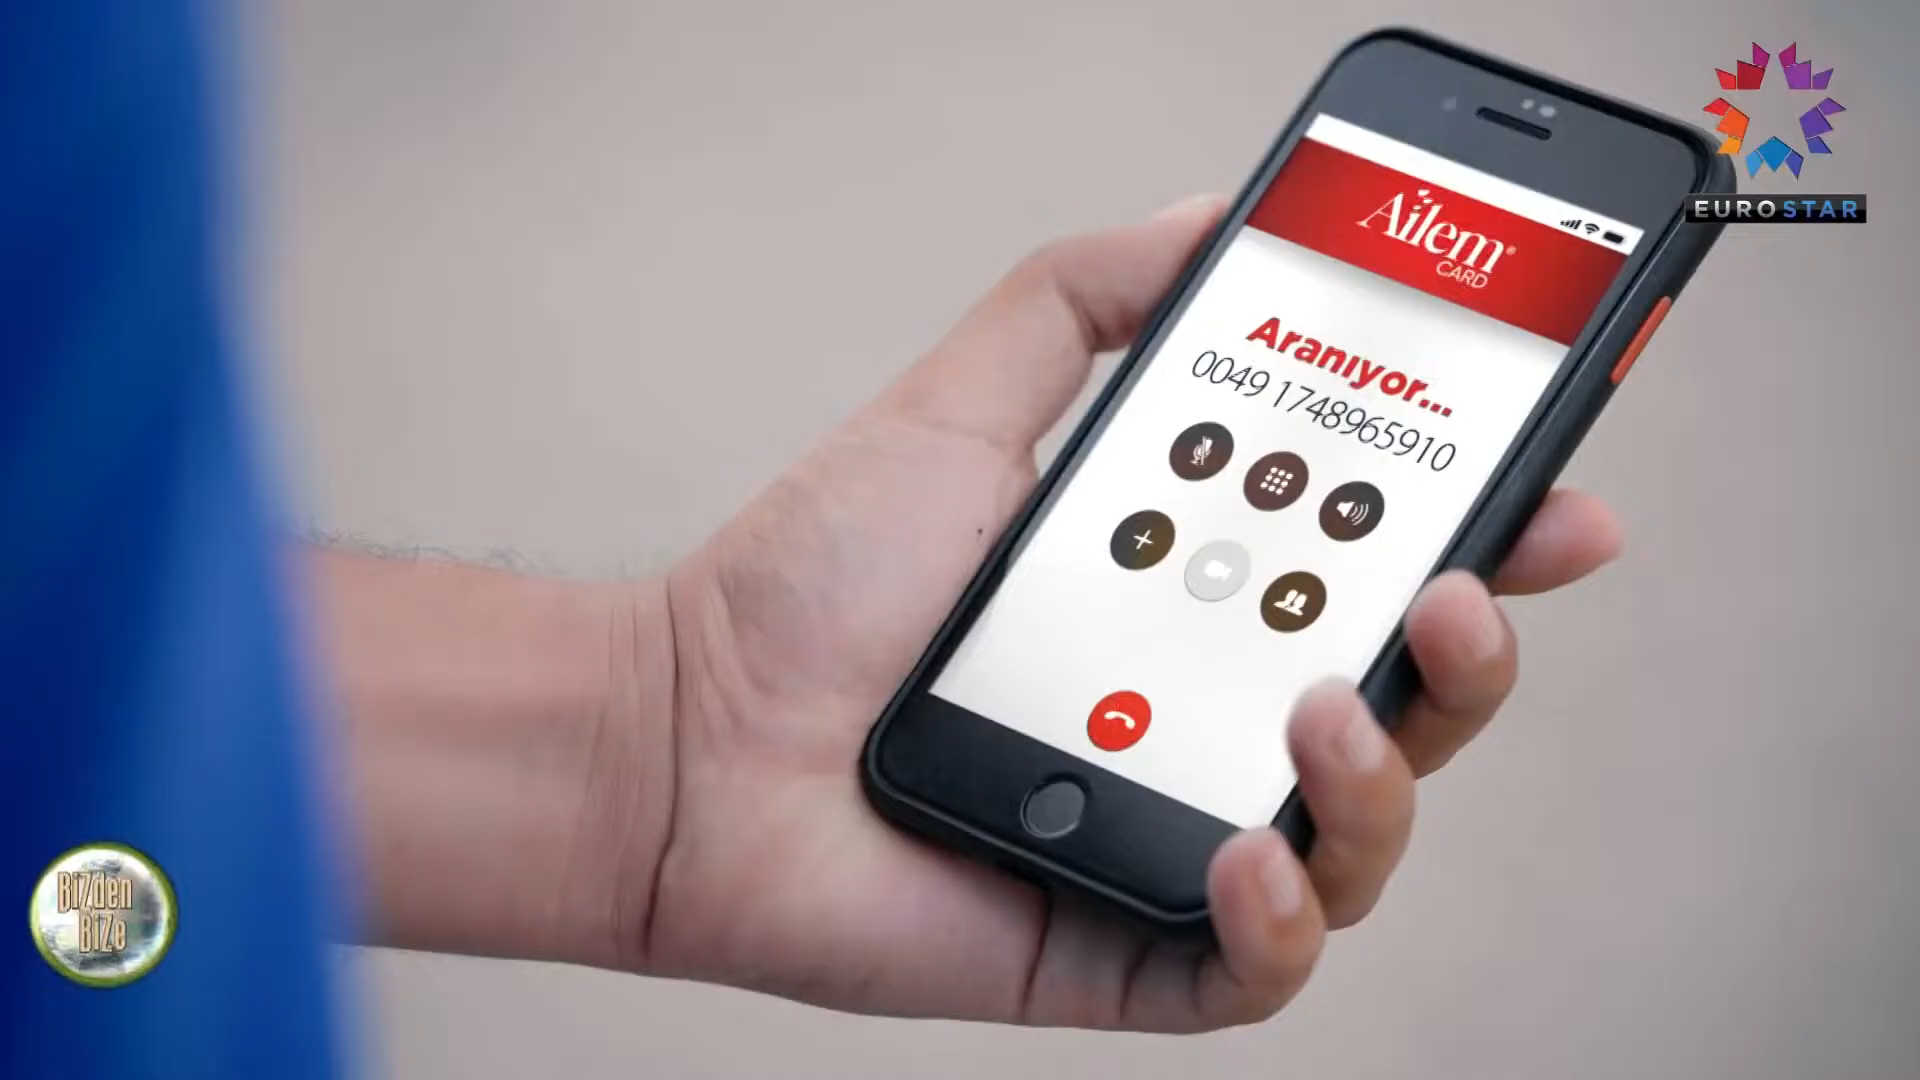 EUROSTAR
Ailem®
CARD
Aranıyor...
0049 1748965910
BiZden
BiZe